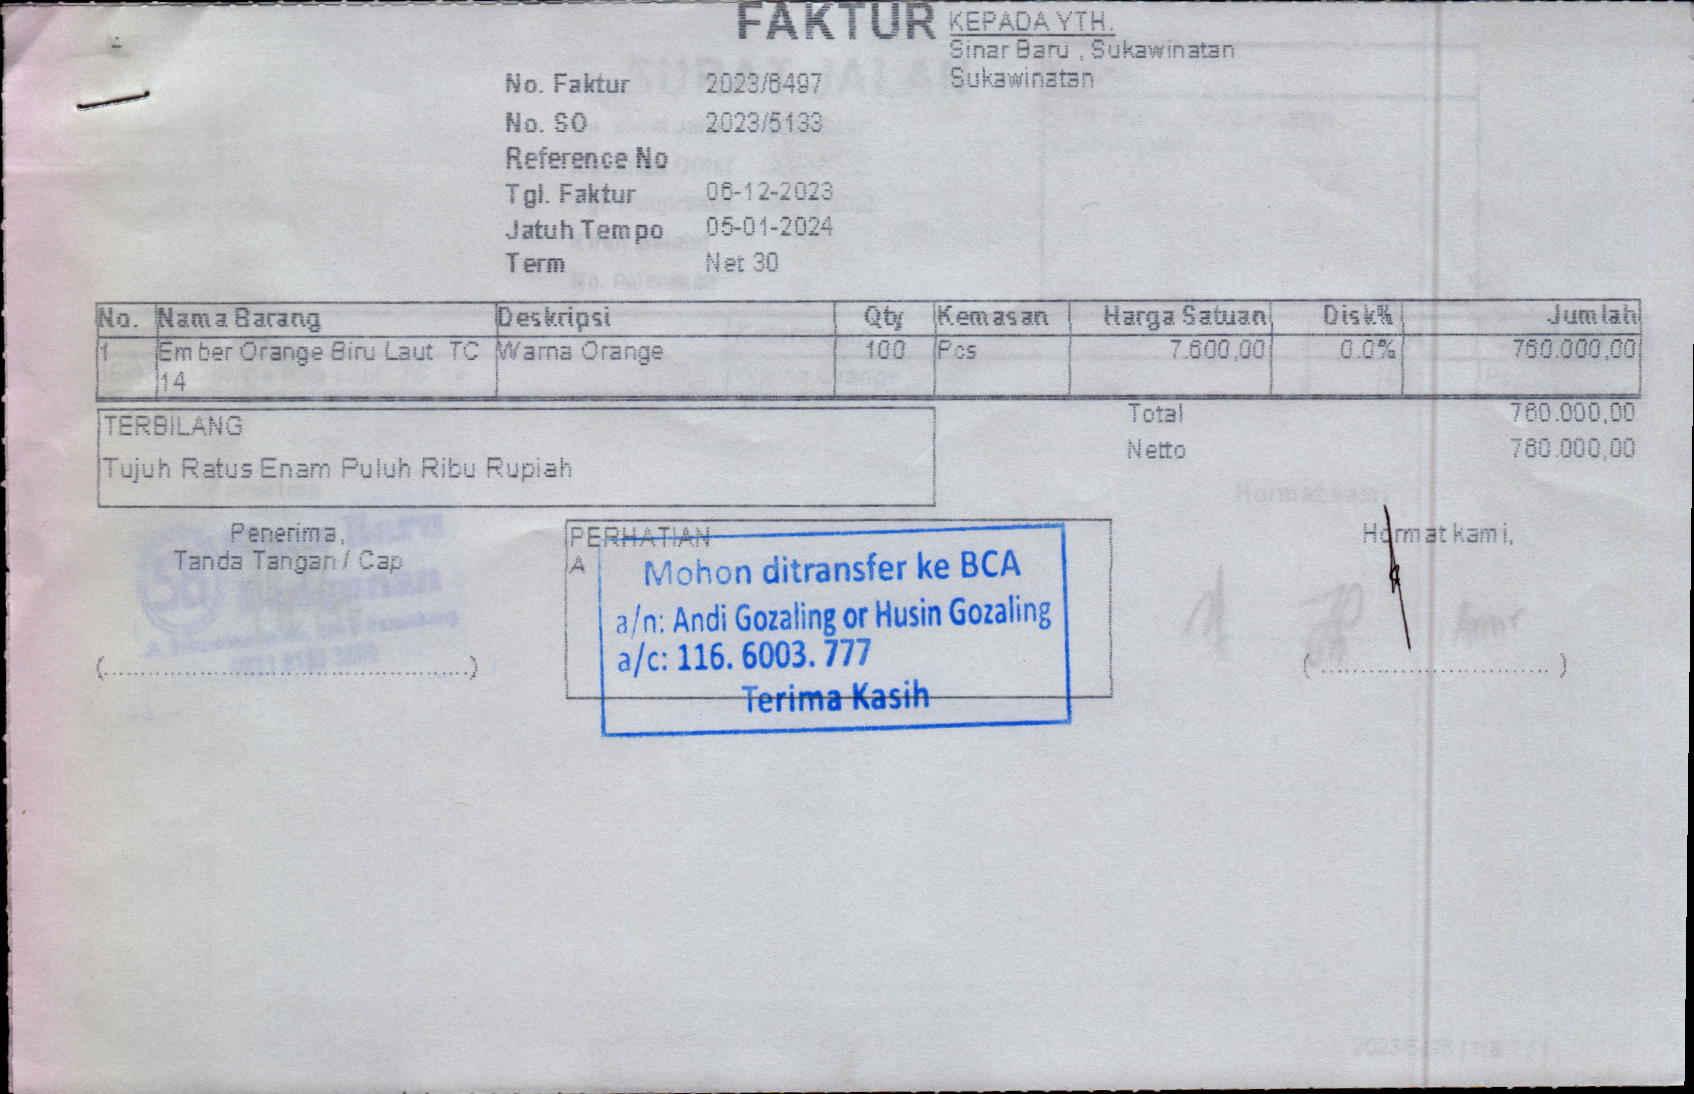 FAKTUR
KEPADA YTH.
Sinar Baru , Sukawinatan
Sukawinatan
No. Faktur 2023/6497
No. SO 2023/5133
Reference No
Tgl. Faktur 06-12-2023
Jatuh Tempo 05-01-2024
Term Net 30
No. Nama Barang Deskripsi Qty Kemasan Harga Satuan Disk% Jumlah
1 Ember Orange Biru Laut TC Warna Orange 100 Pcs 7.600,00 0.0% 760.000,00
14
TERBILANG
Tujuh Ratus Enam Puluh Ribu Rupiah
Total 760.000,00
Netto 760.000,00
Penerima,
Tanda Tangan / Cap
(..................................................)
PERHATIAN
A
Mohon ditransfer ke BCA
a/n: Andi Gozaling or Husin Gozaling
a/c: 116. 6003. 777
Terima Kasih
Hormat kami,
(................................)